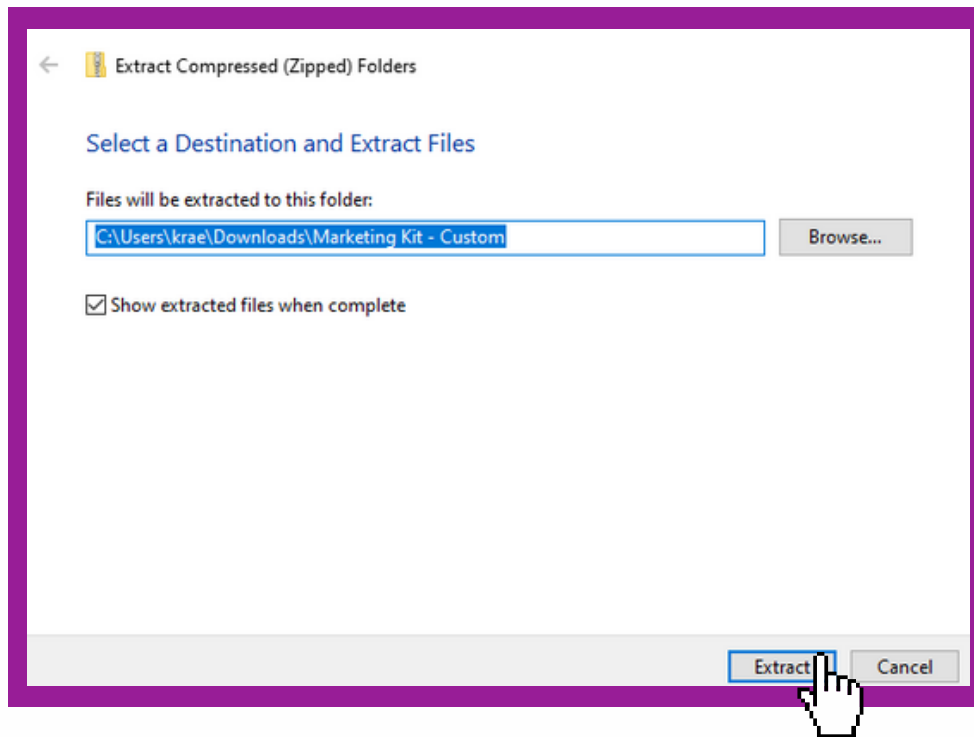 Extract Compressed (Zipped) Folders
Select a Destination and Extract Files
Files will be extracted to this folder:
C:\Users\krae\Downloads\Marketing Kit - Custom
Browse...
Show extracted files when complete
Extract
Cancel